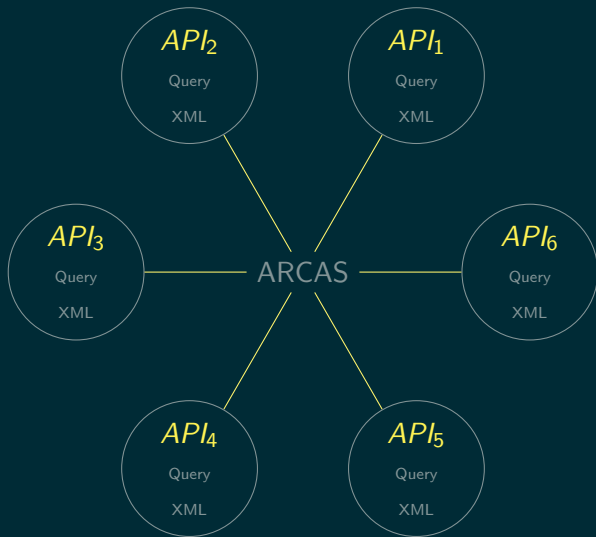 API₂
Query
XML
API₁
Query
XML
API₃
Query
XML
ARCAS
API₆
Query
XML
API₄
Query
XML
API₅
Query
XML